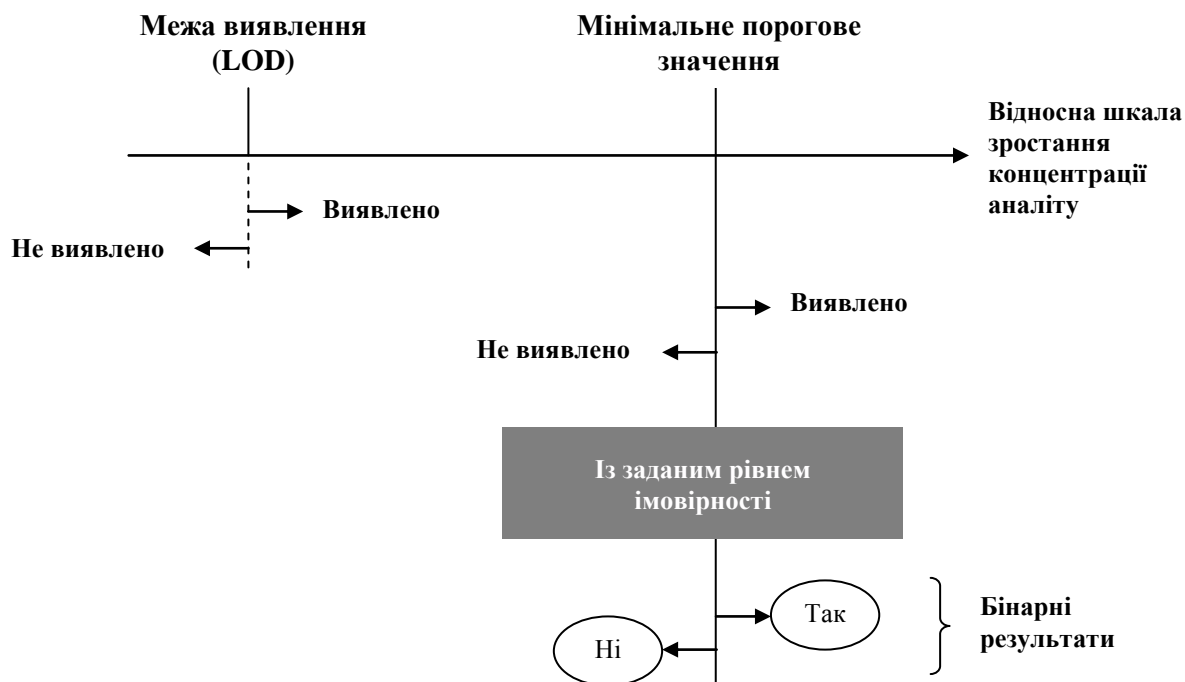 Межа виявлення
(LOD)
Мінімальне порогове
значення
Відносна шкала
зростання
концентрації
аналіту
Виявлено
Не виявлено
Виявлено
Не виявлено
Із заданим рівнем
імовірності
Так
Ні
Бінарні
результати